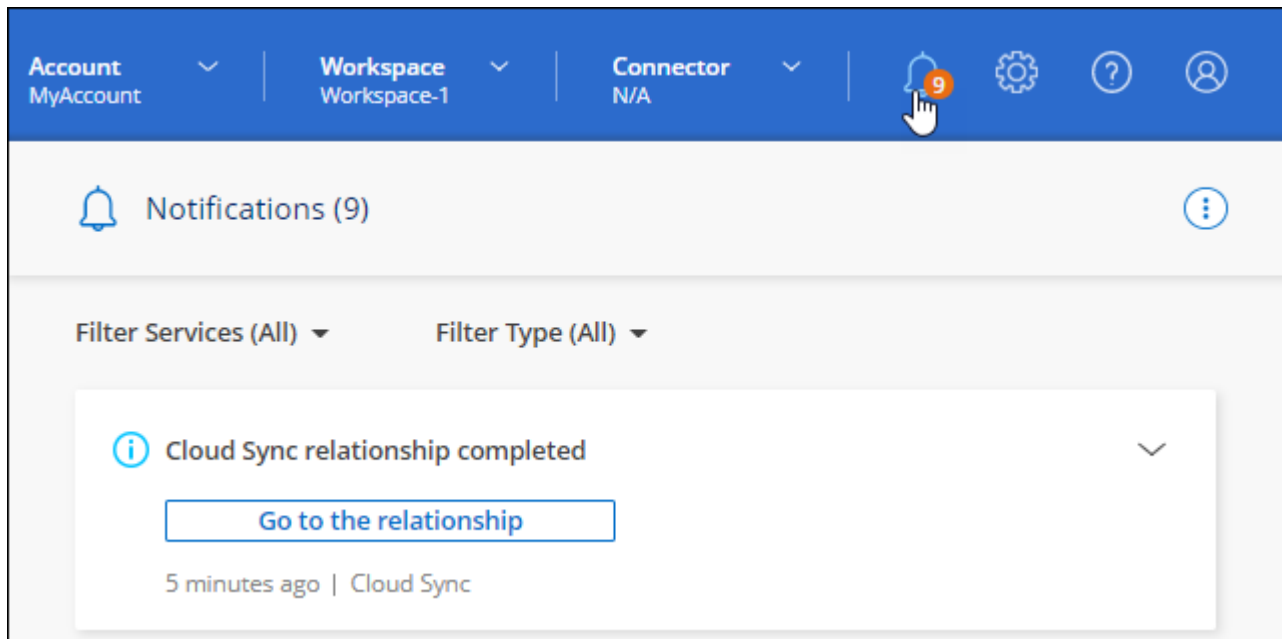 Account
MyAccount
Workspace
Workspace-1
Connector
N/A
9
Notifications (9)
Filter Services (All)
Filter Type (All)
Cloud Sync relationship completed
Go to the relationship
5 minutes ago | Cloud Sync